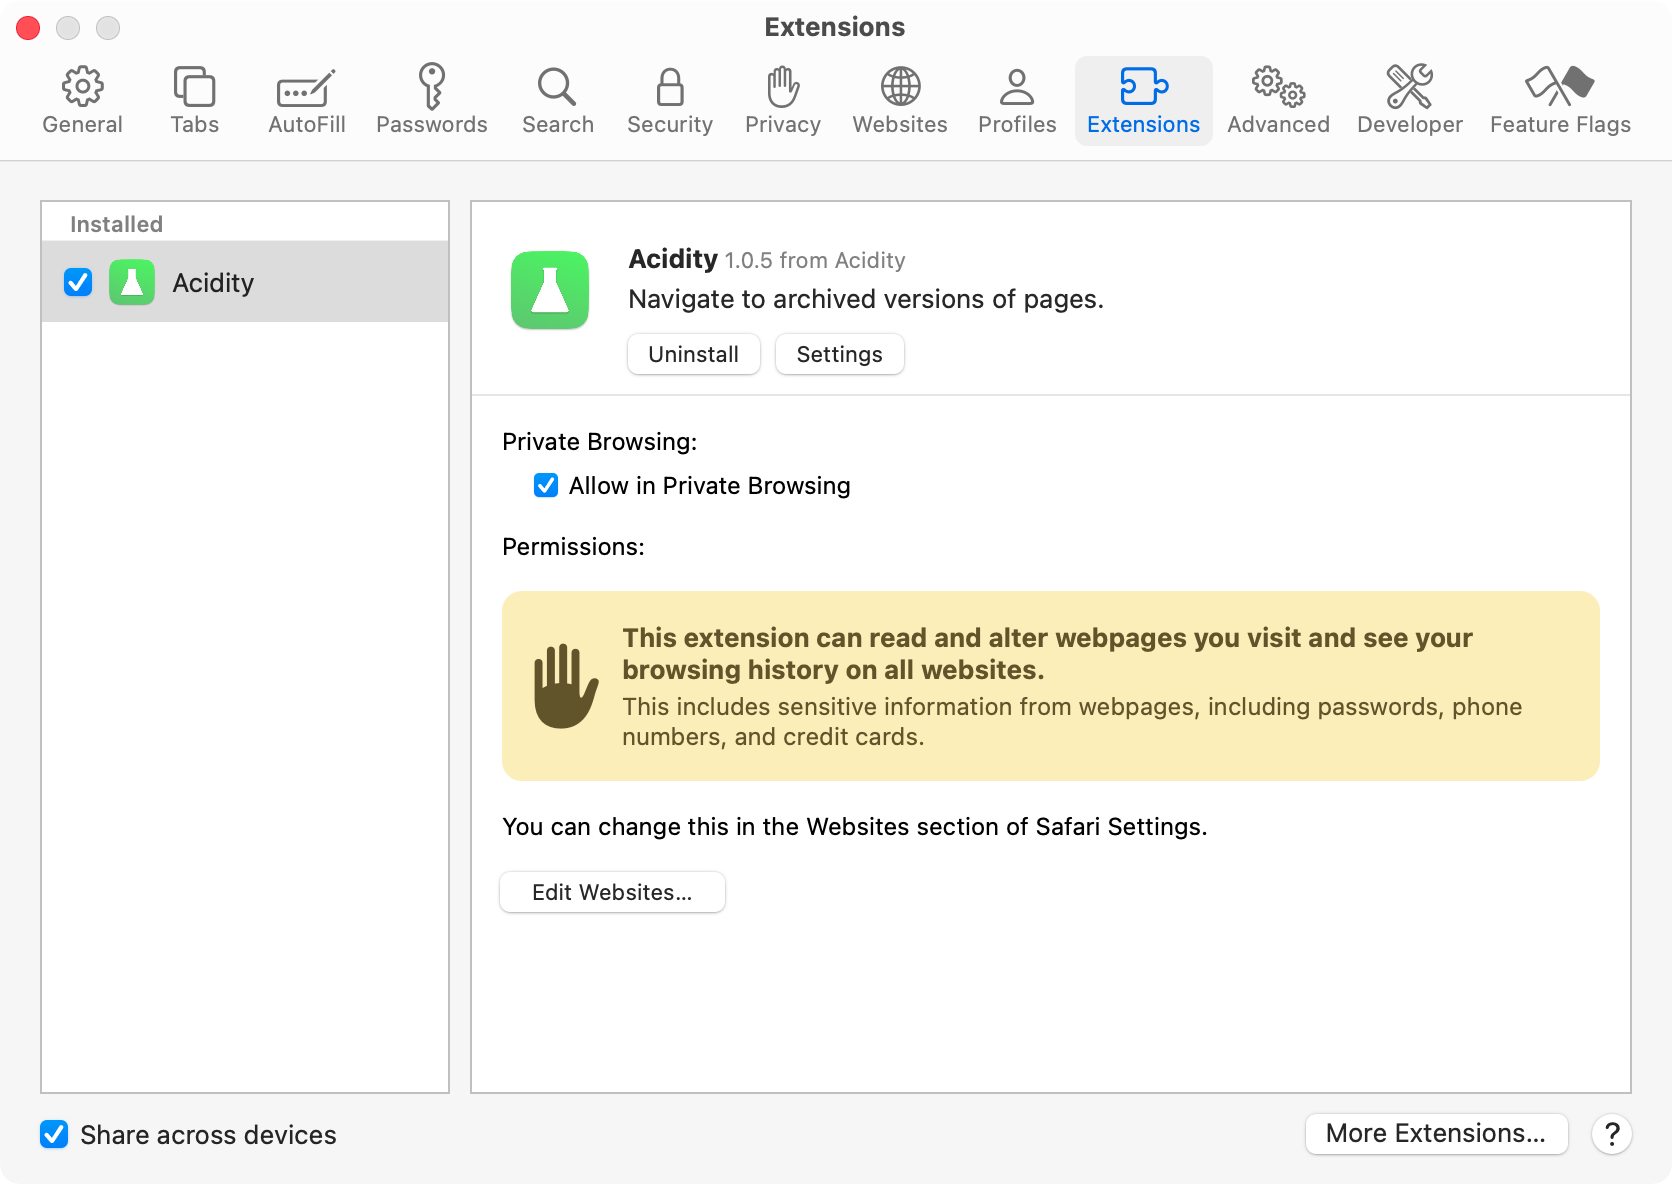 Extensions
General
Tabs
AutoFill
Passwords
Search
Security
Privacy
Websites
Profiles
Extensions
Advanced
Developer
Feature Flags
Installed
Acidity
Acidity 1.0.5 from Acidity
Navigate to archived versions of pages.
Uninstall
Settings
Private Browsing:
Allow in Private Browsing
Permissions:
This extension can read and alter webpages you visit and see your
browsing history on all websites.
This includes sensitive information from webpages, including passwords, phone
numbers, and credit cards.
You can change this in the Websites section of Safari Settings.
Edit Websites...
Share across devices
More Extensions...
?